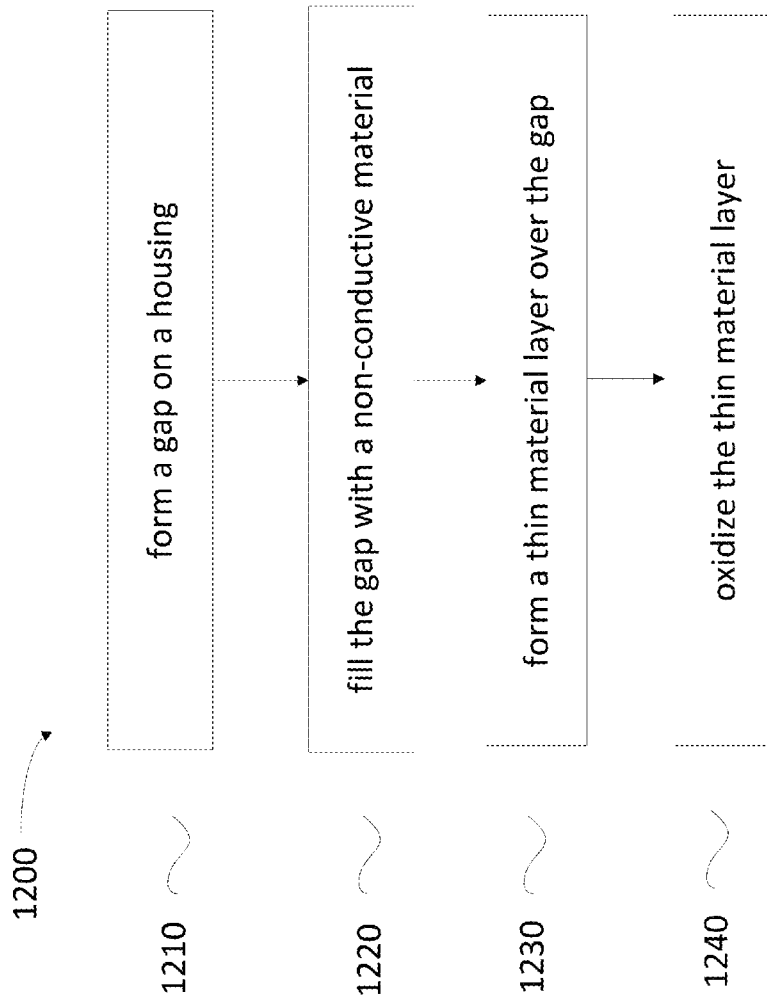 1200
1210
form a gap on a housing
1220
fill the gap with a non-conductive material
1230
form a thin material layer over the gap
1240
oxidize the thin material layer